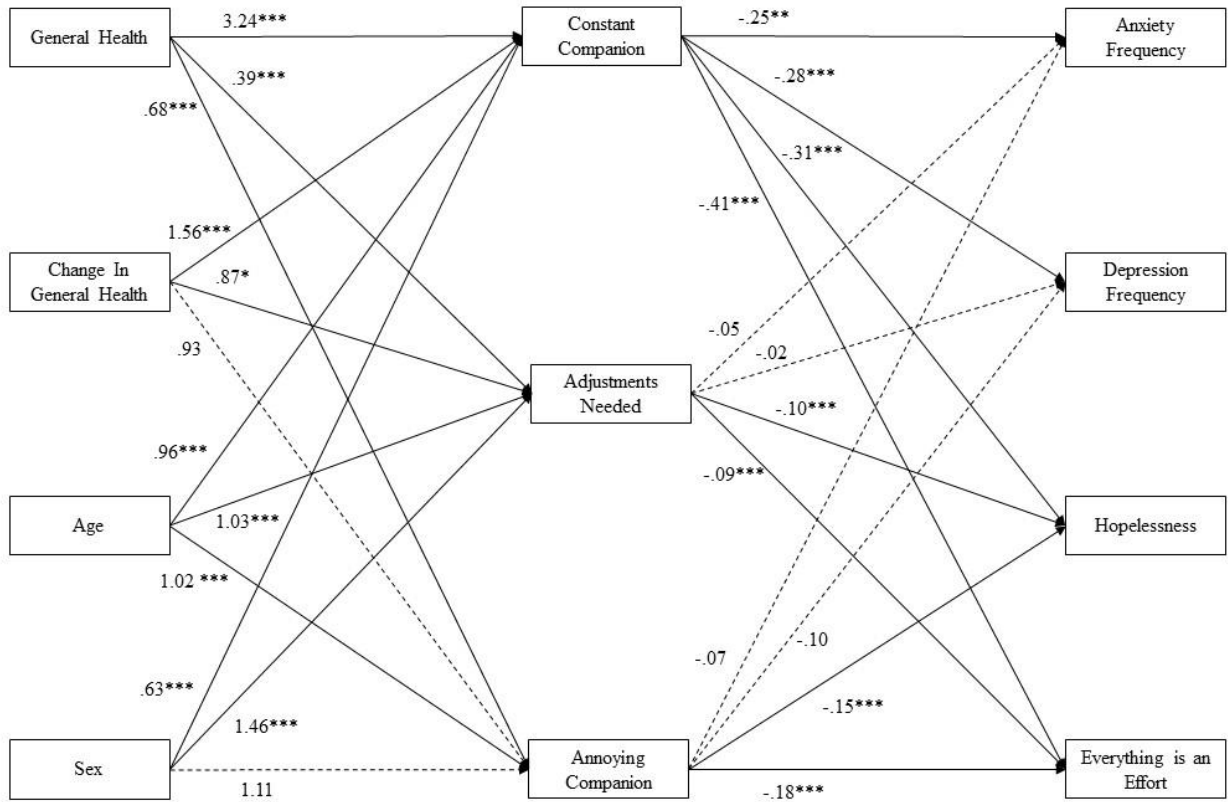 General Health
3.24***
.39***
.68***
Constant
Companion
-.25**
-.28***
-.31***
-.41***
Anxiety
Frequency
Change In
General Health
1.56***
.87*
.93
Depression
Frequency
Adjustments
Needed
-.05
-.02
-.10***
-.09***
Age
.96***
1.03***
1.02 ***
Hopelessness
Sex
.63***
1.46***
1.11
Annoying
Companion
-.07
-.10
-.15***
-.18***
Everything is an
Effort